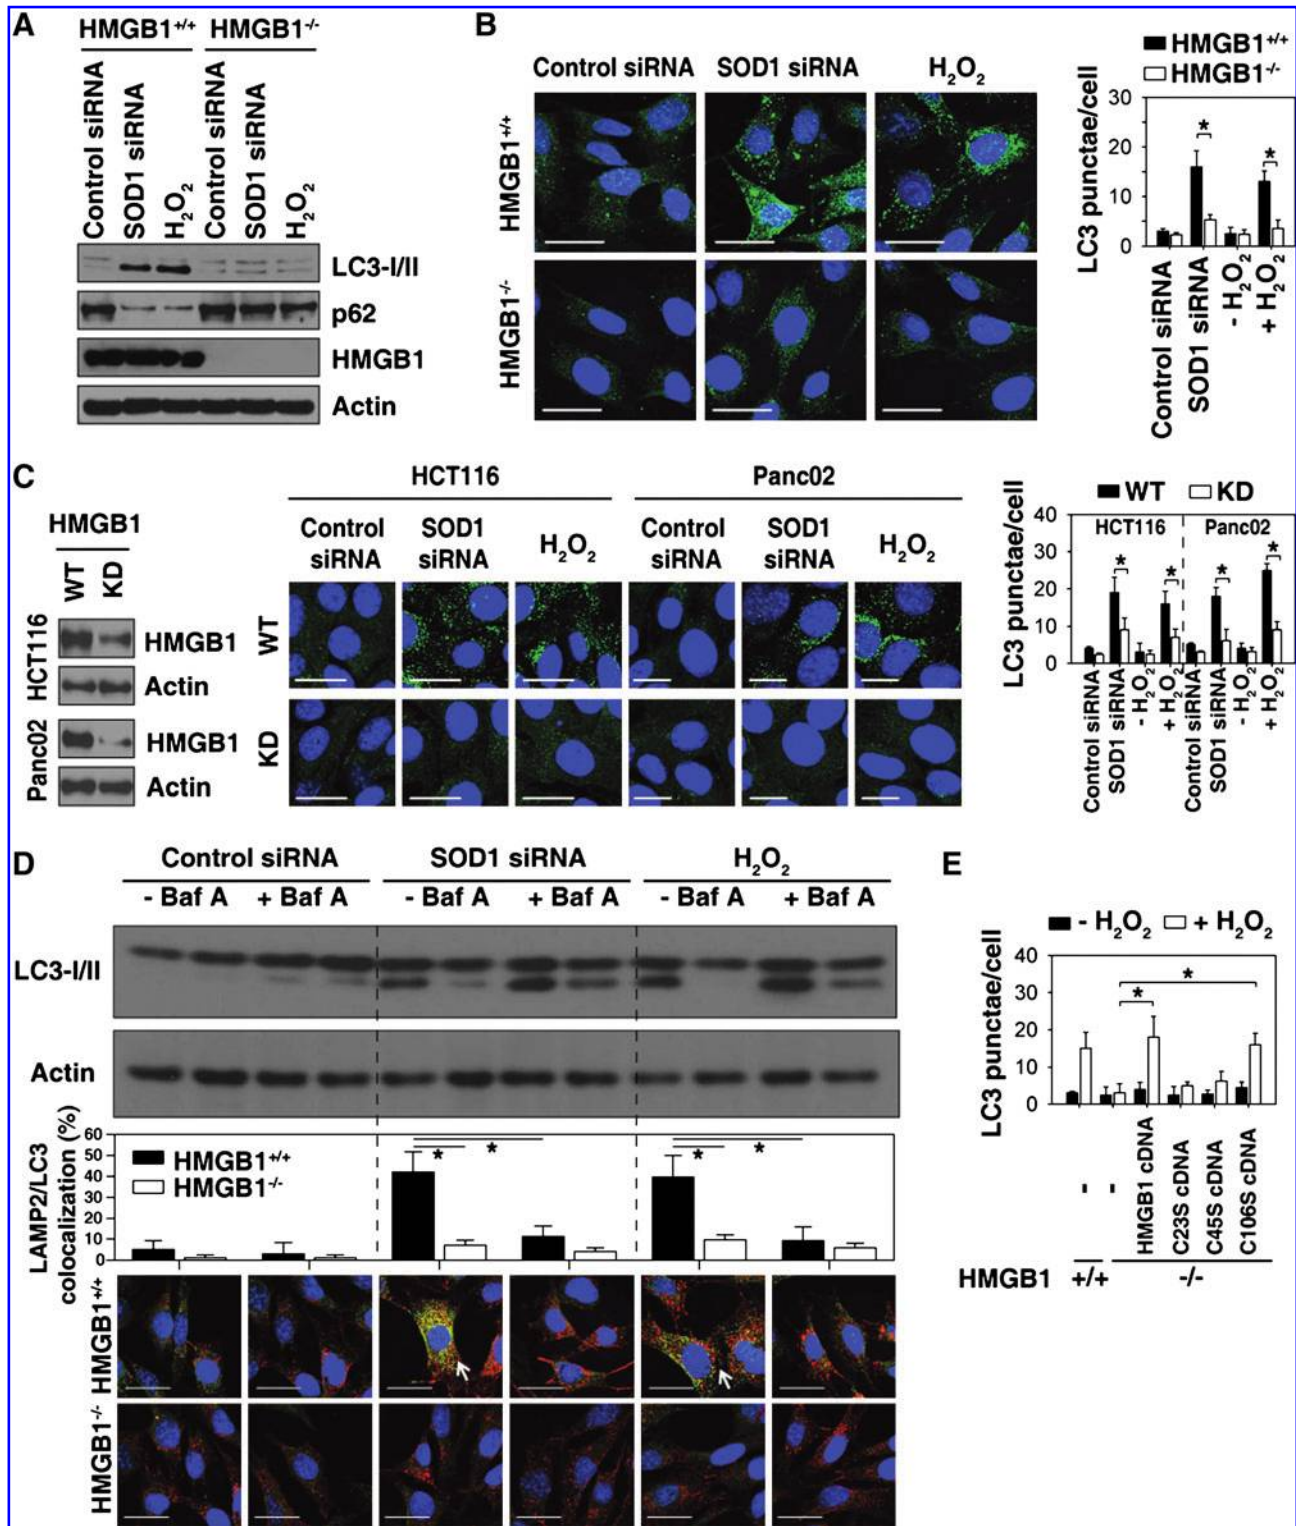 A
HMGB1+/+ HMGB1-/-
Control siRNA
SOD1 siRNA
H2O2
Control siRNA
SOD1 siRNA
H2O2
LC3-I/II
p62
HMGB1
Actin
B
Control siRNA SOD1 siRNA H2O2
HMGB1+/+
HMGB1-/-
HMGB1+/+
HMGB1-/-
LC3 punctae/cell
30
20
10
0
* *
Control siRNA
SOD1 siRNA
- H2O2
+ H2O2
C
HMGB1
WT KD
HCT116
HMGB1
Actin
Panc02
HMGB1
Actin
HCT116 Panc02
Control siRNA SOD1 siRNA H2O2 Control siRNA SOD1 siRNA H2O2
WT
KD
WT KD
LC3 punctae/cell
HCT116 Panc02
40
30
20
10
0
* * * *
Control siRNA
SOD1 siRNA
- H2O2
+ H2O2
Control siRNA
SOD1 siRNA
- H2O2
+ H2O2
D
Control siRNA SOD1 siRNA H2O2
- Baf A + Baf A - Baf A + Baf A - Baf A + Baf A
LC3-I/II
Actin
LAMP2/LC3
colocalization (%)
60
50
40
30
20
10
0
HMGB1+/+
HMGB1-/-
* * * *
HMGB1+/+
HMGB1-/-
E
- H2O2 + H2O2
LC3 punctae/cell
40
30
20
10
0
* *
- -
HMGB1 cDNA
C23S cDNA
C45S cDNA
C106S cDNA
HMGB1 +/+ -/-